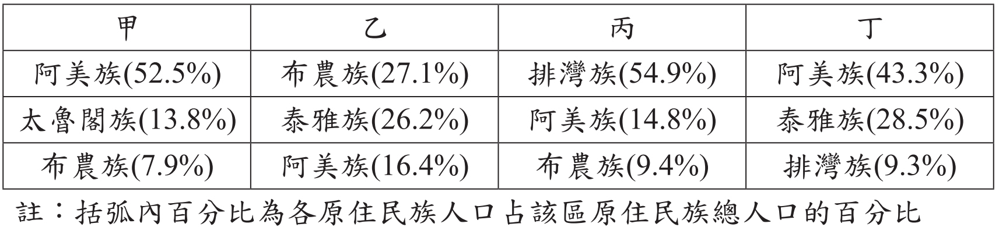 甲 乙 丙 丁
阿美族(52.5%) 布農族(27.1%) 排灣族(54.9%) 阿美族(43.3%)
太魯閣族(13.8%) 泰雅族(26.2%) 阿美族(14.8%) 泰雅族(28.5%)
布農族(7.9%) 阿美族(16.4%) 布農族(9.4%) 排灣族(9.3%)
註：括弧內百分比為各原住民族人口占該區原住民族總人口的百分比